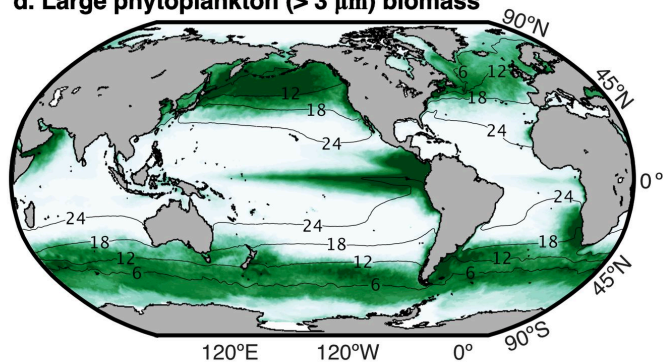 d. Large phytoplankton (> 3 μm) biomass
90°N
45°N
0°
45°N
90°S
120°E 120°W 0°
6 12 6
12 18
18 24
24
24 24 24
18 18 18
12 12 12
6 6 6